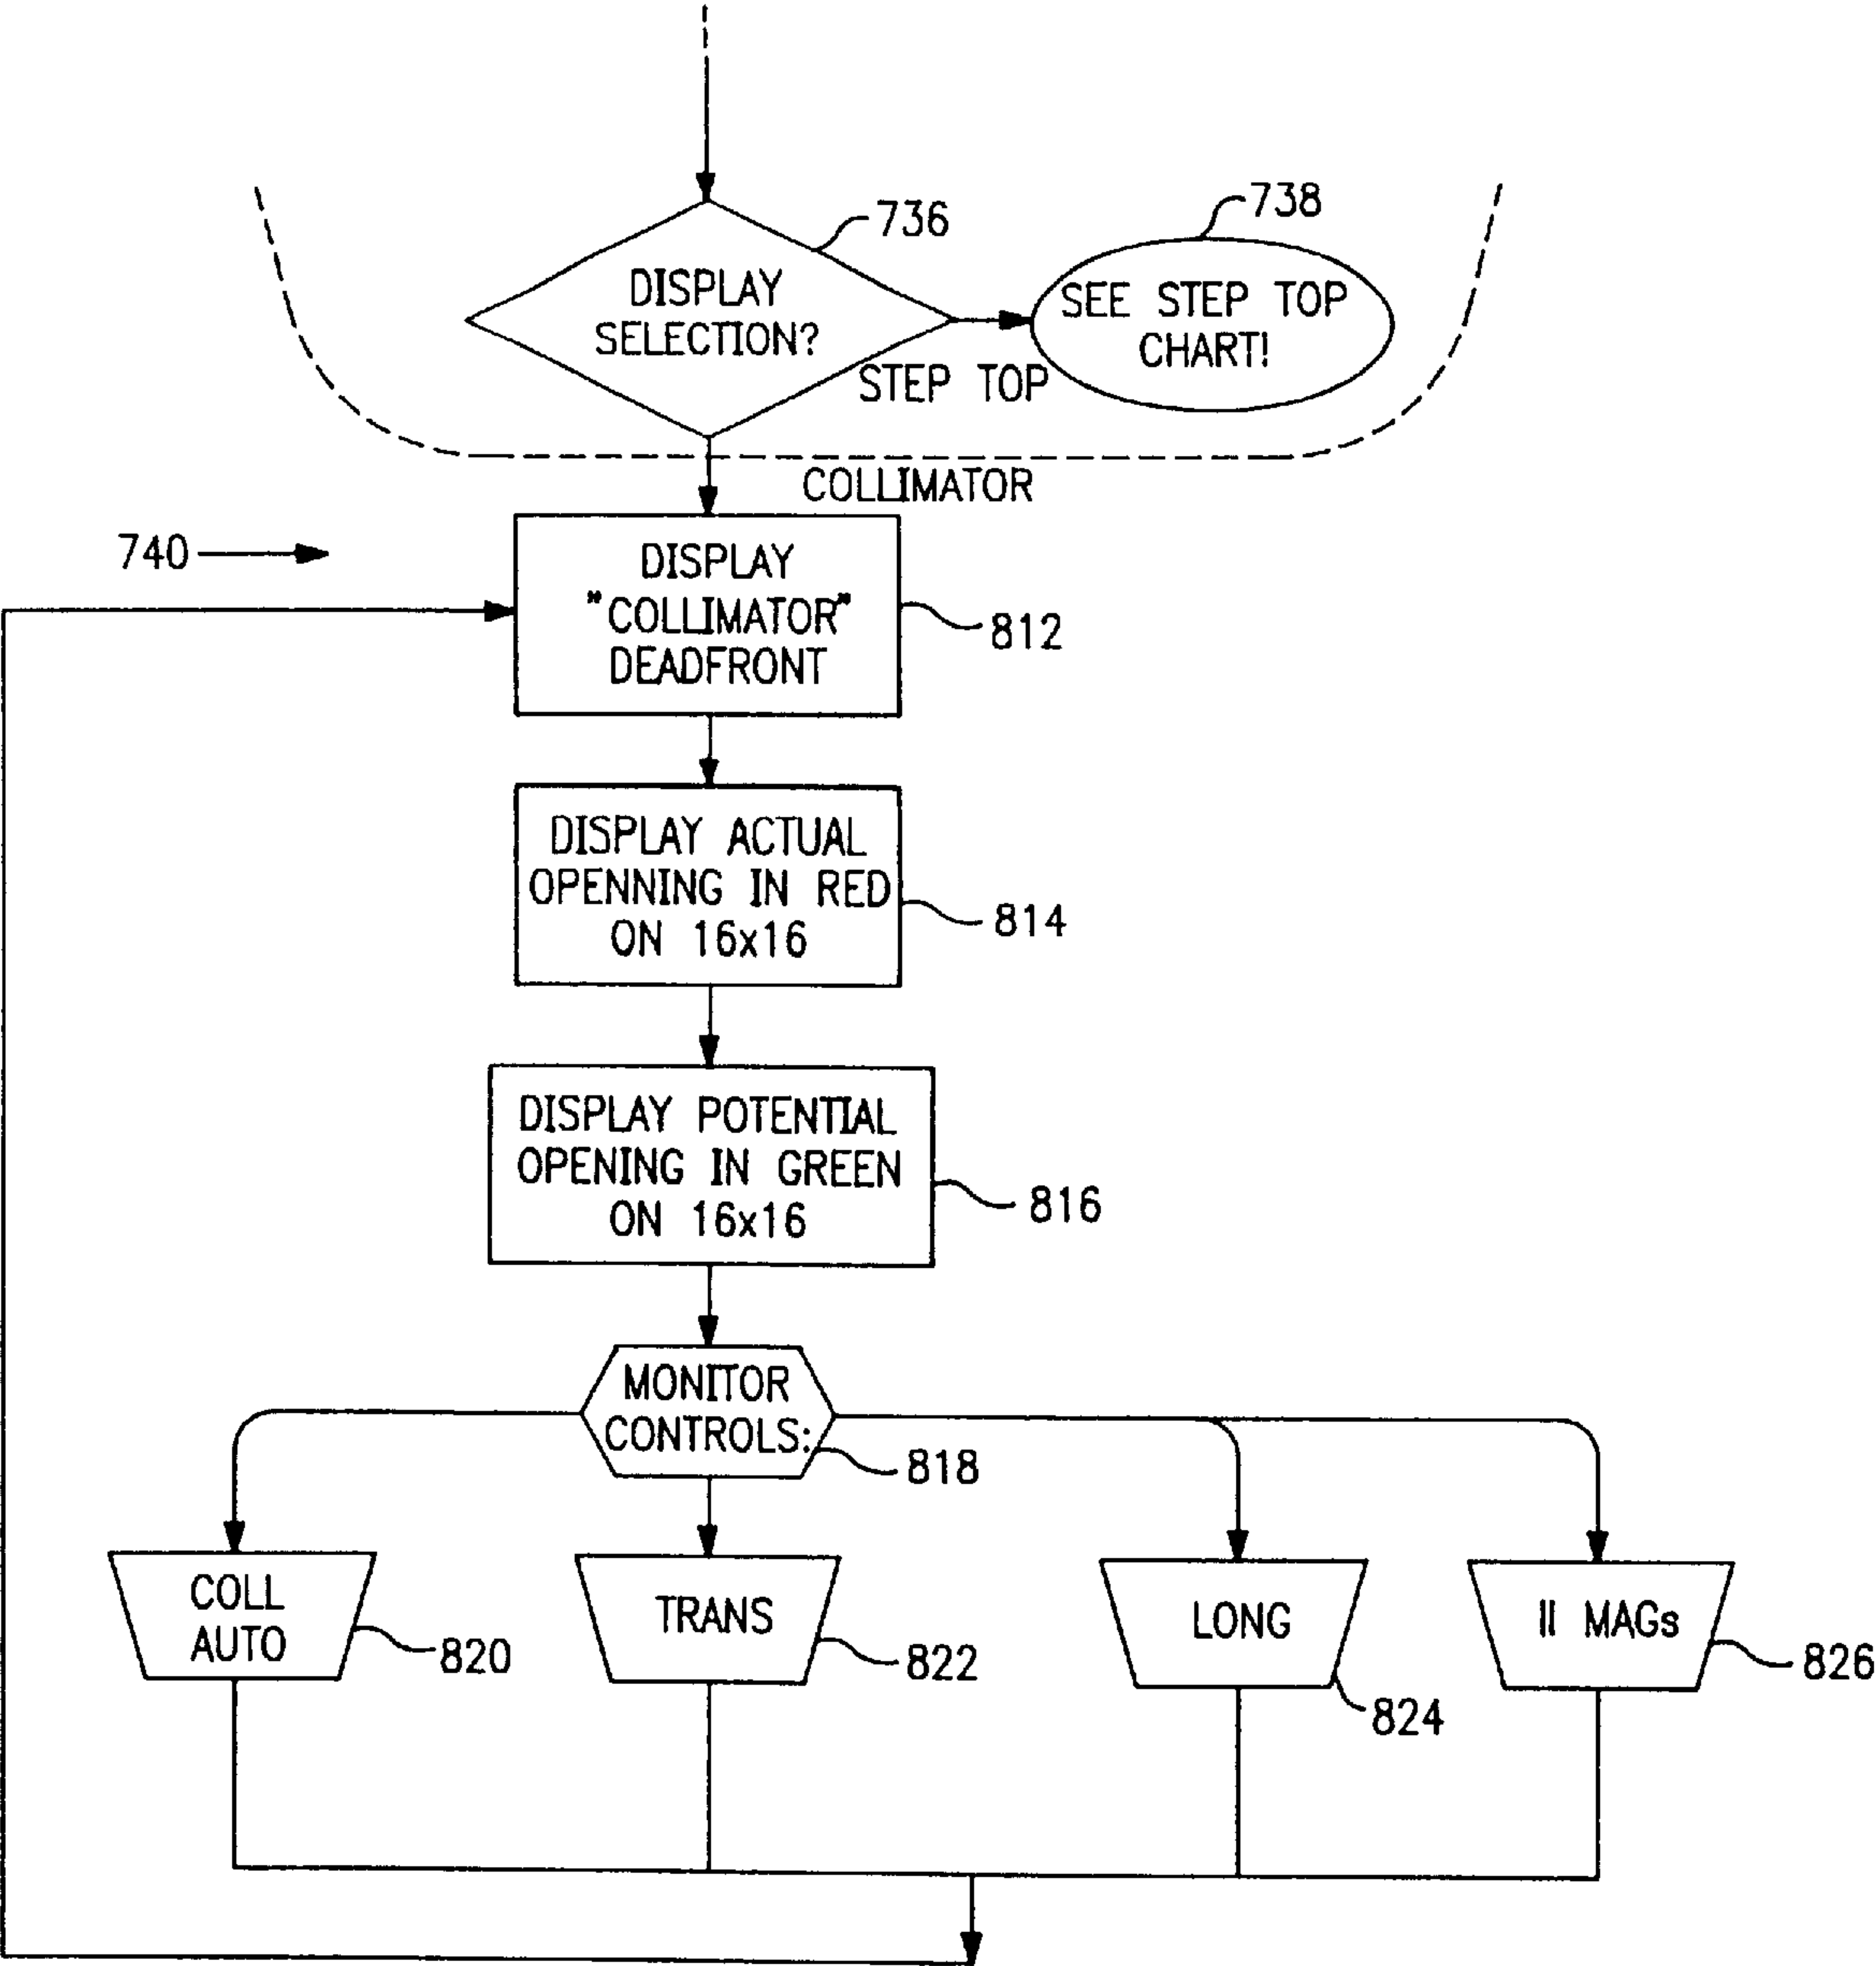 736
738
DISPLAY
SELECTION?
SEE STEP TOP
CHART!
STEP TOP
COLLIMATOR
740
DISPLAY
"COLLIMATOR"
DEADFRONT
812
DISPLAY ACTUAL
OPENNING IN RED
ON 16x16
814
DISPLAY POTENTIAL
OPENING IN GREEN
ON 16x16
816
MONITOR
CONTROLS:
818
COLL
AUTO
820
TRANS
822
LONG
824
II MAGs
826